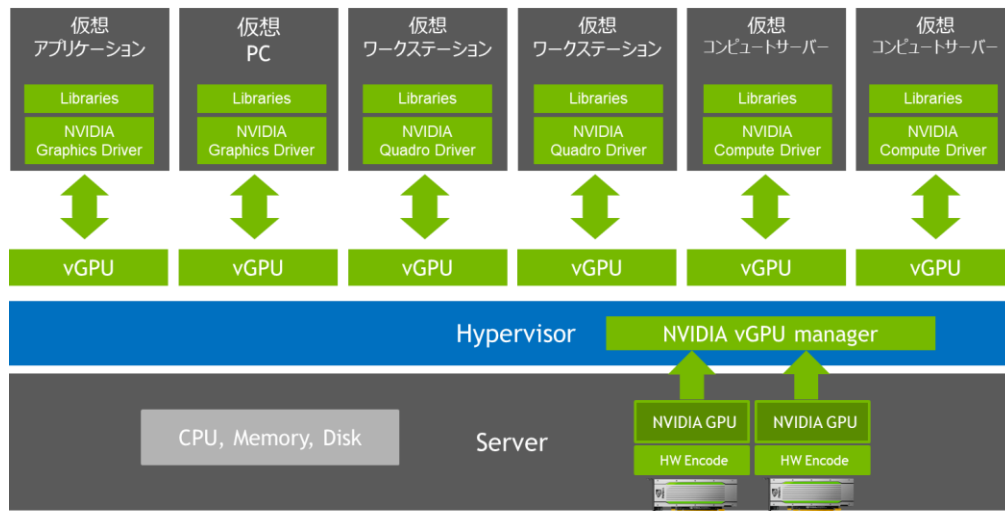 仮想
アプリケーション
Libraries
NVIDIA
Graphics Driver
仮想
PC
Libraries
NVIDIA
Graphics Driver
仮想
ワークステーション
Libraries
NVIDIA
Quadro Driver
仮想
ワークステーション
Libraries
NVIDIA
Quadro Driver
仮想
コンピュートサーバー
Libraries
NVIDIA
Compute Driver
仮想
コンピュートサーバー
Libraries
NVIDIA
Compute Driver
vGPU
vGPU
vGPU
vGPU
vGPU
vGPU
Hypervisor
NVIDIA vGPU manager
CPU, Memory, Disk
Server
NVIDIA GPU
HW Encode
NVIDIA GPU
HW Encode